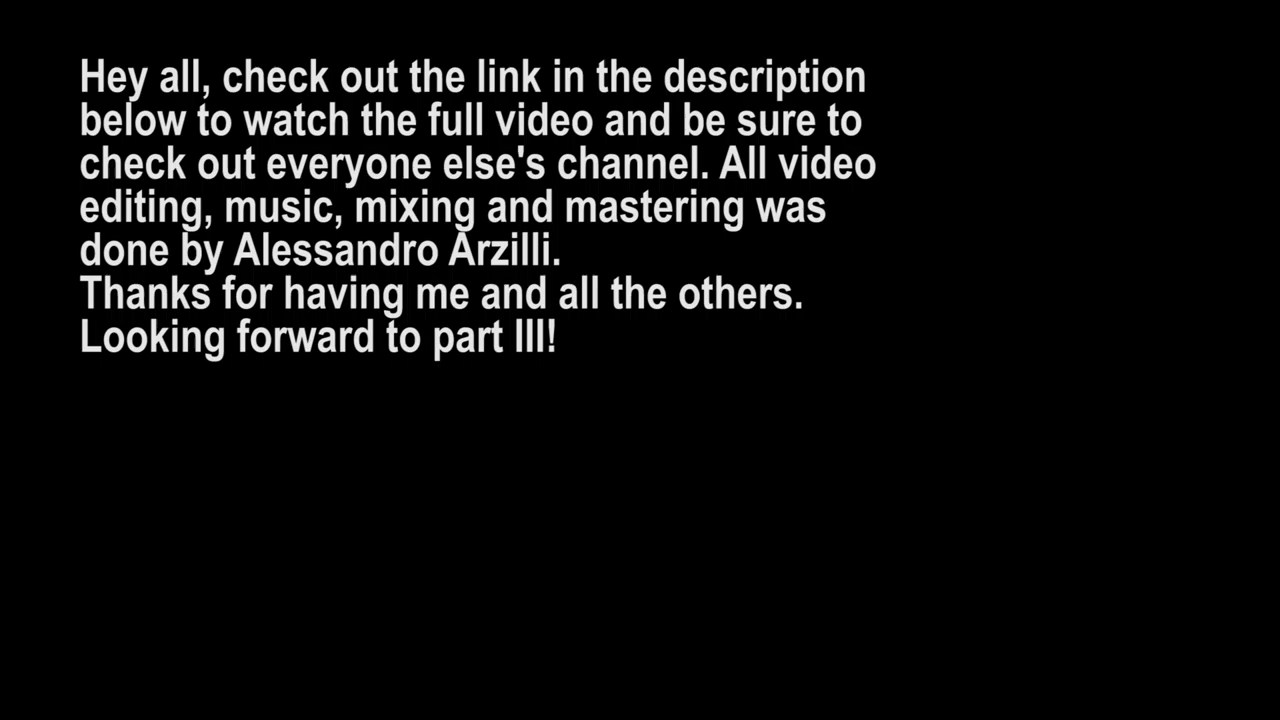 Hey all, check out the link in the description
below to watch the full video and be sure to
check out everyone else's channel. All video
editing, music, mixing and mastering was
done by Alessandro Arzilli.
Thanks for having me and all the others.
Looking forward to part III!